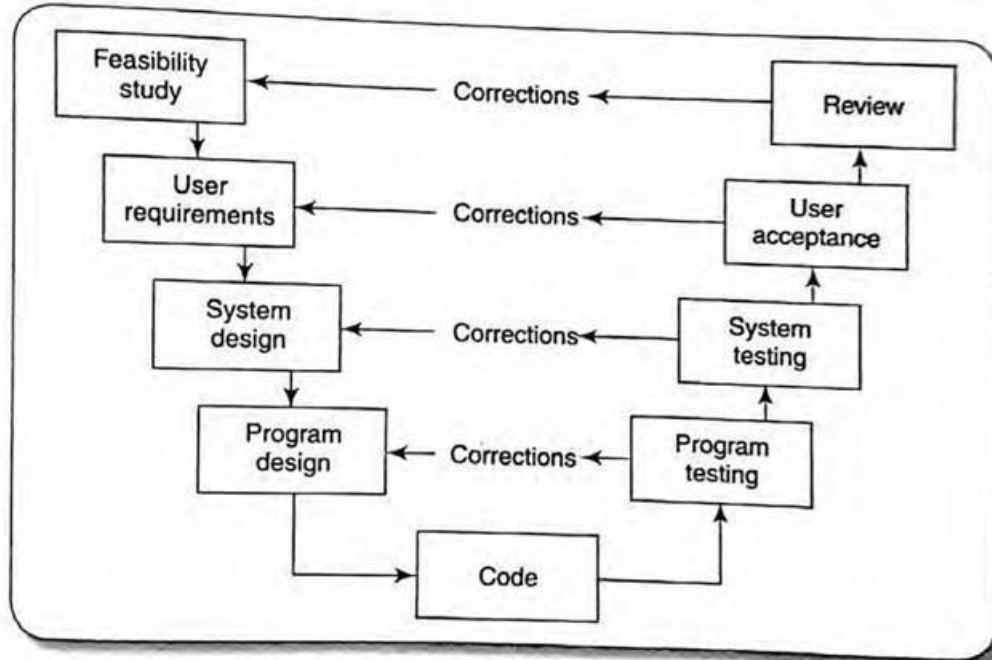 Feasibility
study
Corrections
Review
User
requirements
Corrections
User
acceptance
System
design
Corrections
System
testing
Program
design
Corrections
Program
testing
Code